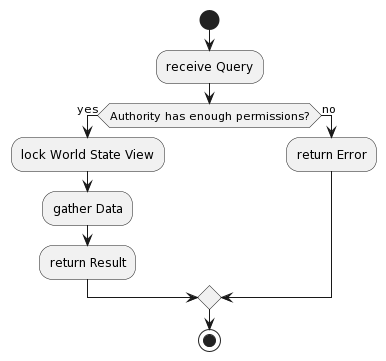 receive Query
Authority has enough permissions?
yes
no
lock World State View
return Error
gather Data
return Result